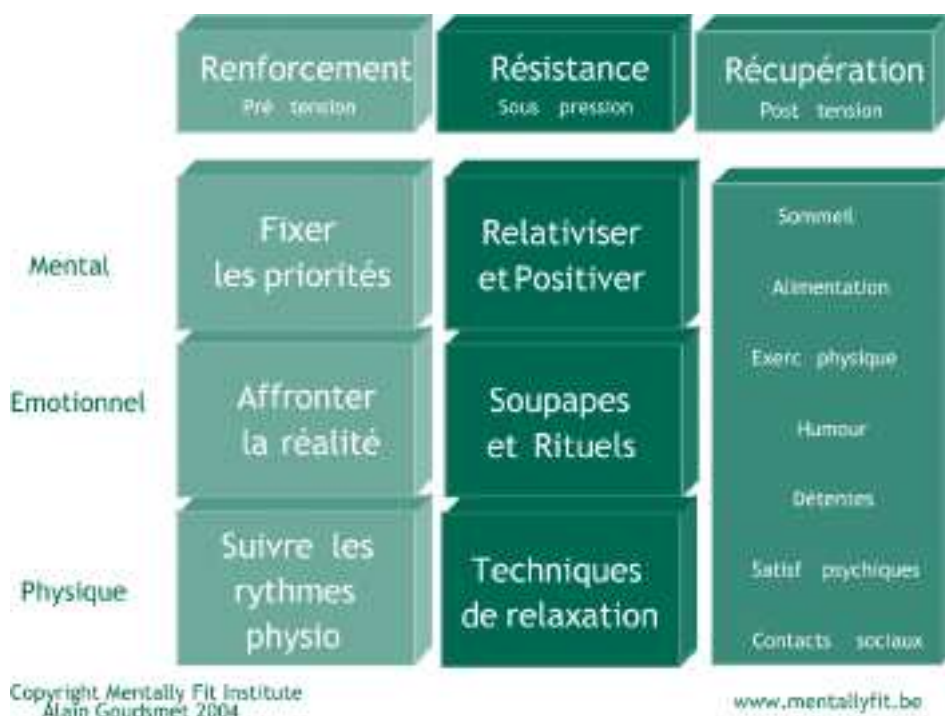 Renforcement
Pré tension
Résistance
Sous pression
Récupération
Post tension
Mental
Fixer
les priorités
Relativiser
et Positiver
Emotionnel
Affronter
la réalité
Soupapes
et Rituels
Physique
Suivre les
rythmes
physio
Techniques
de relaxation
Sommeil
Alimentation
Exerc physique
Humour
Détentes
Satisf psychiques
Contacts sociaux
Copyright Mentally Fit Institute
Alain Goudsmet 2004
www.mentallyfit.be